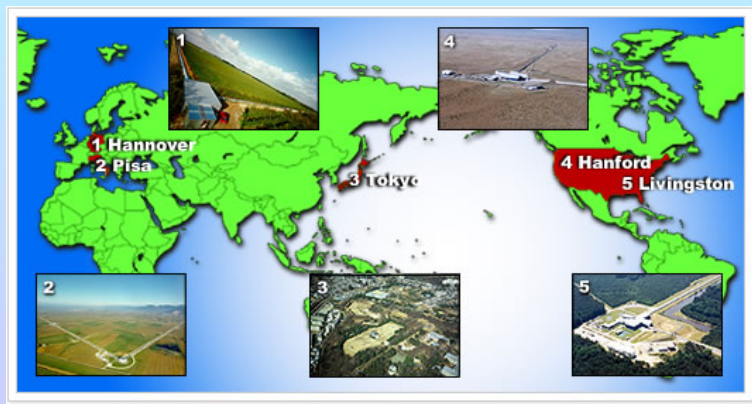 1
4
1 Hannover
2 Pisa
3 Tokyo
4 Hanford
5 Livingston
2
3
5